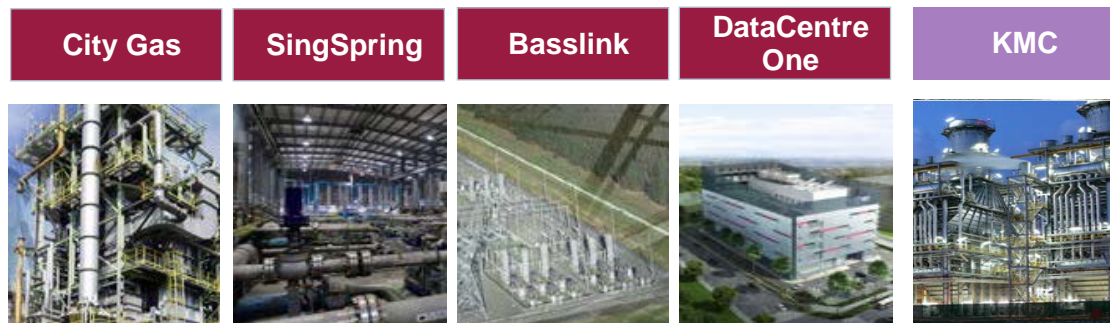 City Gas
SingSpring
Basslink
DataCentre
One
KMC